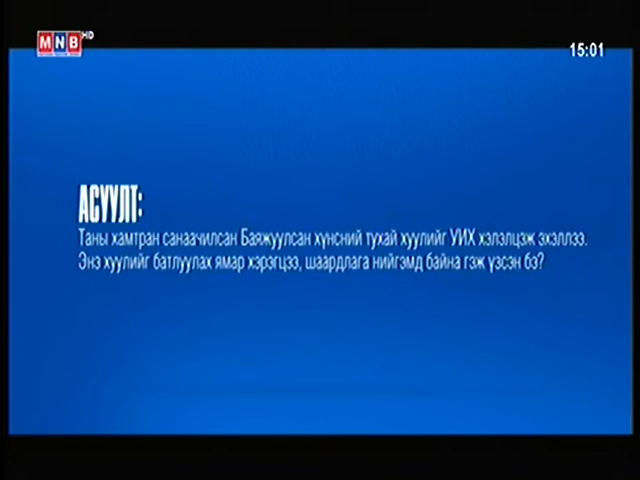 MNB HD
15:01
АСУУЛТ:
Таны хамтран санаачилсан Баяжуулсан хүнсний тухай хуулийг УИХ хэлэлцэж эхэллээ.
Энэ хуулийг батлуулах ямар хэрэгцээ, шаардлага нийгэмд байна гэж үзсэн бэ?